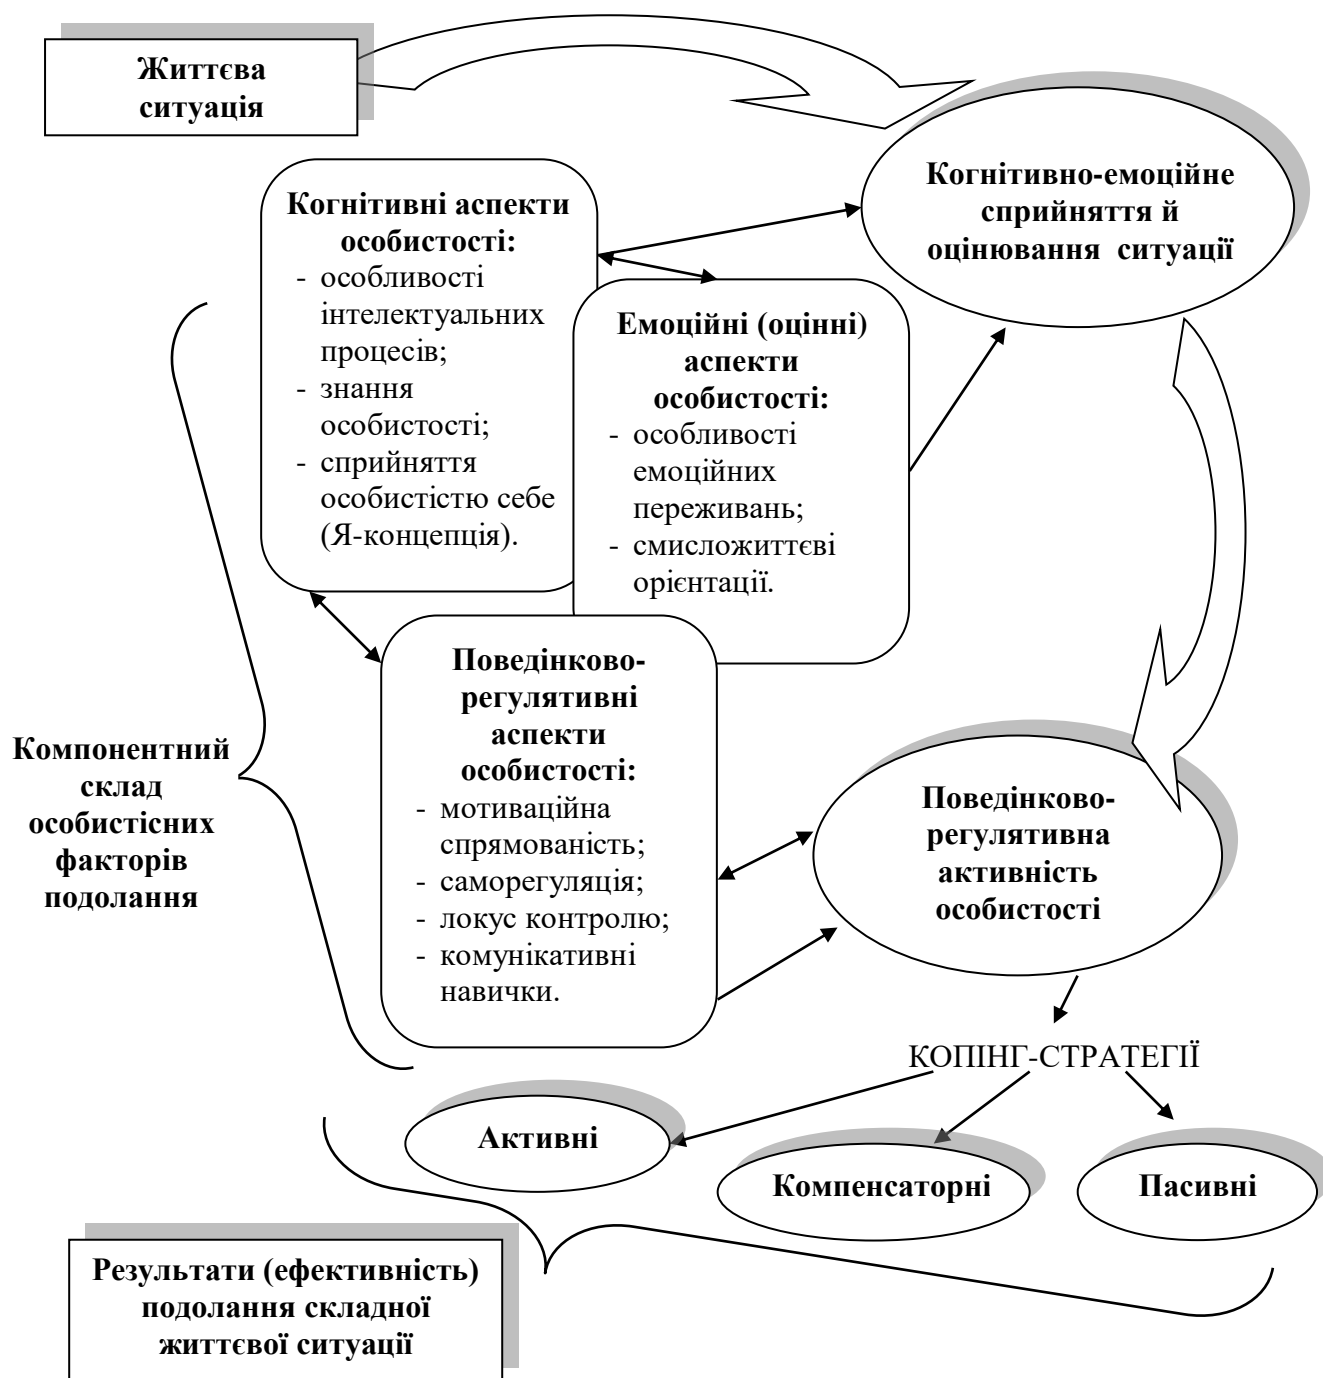 Життєва
ситуація
Когнітивно-емоційне
сприйняття й
оцінювання ситуації
Когнітивні аспекти
особистості:
- особливості
інтелектуальних
процесів;
- знання
особистості;
- сприйняття
особистістю себе
(Я-концепція).
Емоційні (оцінні)
аспекти
особистості:
- особливості
емоційних
переживань;
- смисложиттєві
орієнтації.
Поведінково-
регулятивні
аспекти
особистості:
- мотиваційна
спрямованість;
- саморегуляція;
- локус контролю;
- комунікативні
навички.
Компонентний
склад
особистісних
факторів
подолання
Поведінково-
регулятивна
активність
особистості
КОПІНГ-СТРАТЕГІЇ
Активні
Компенсаторні
Пасивні
Результати (ефективність)
подолання складної
життєвої ситуації